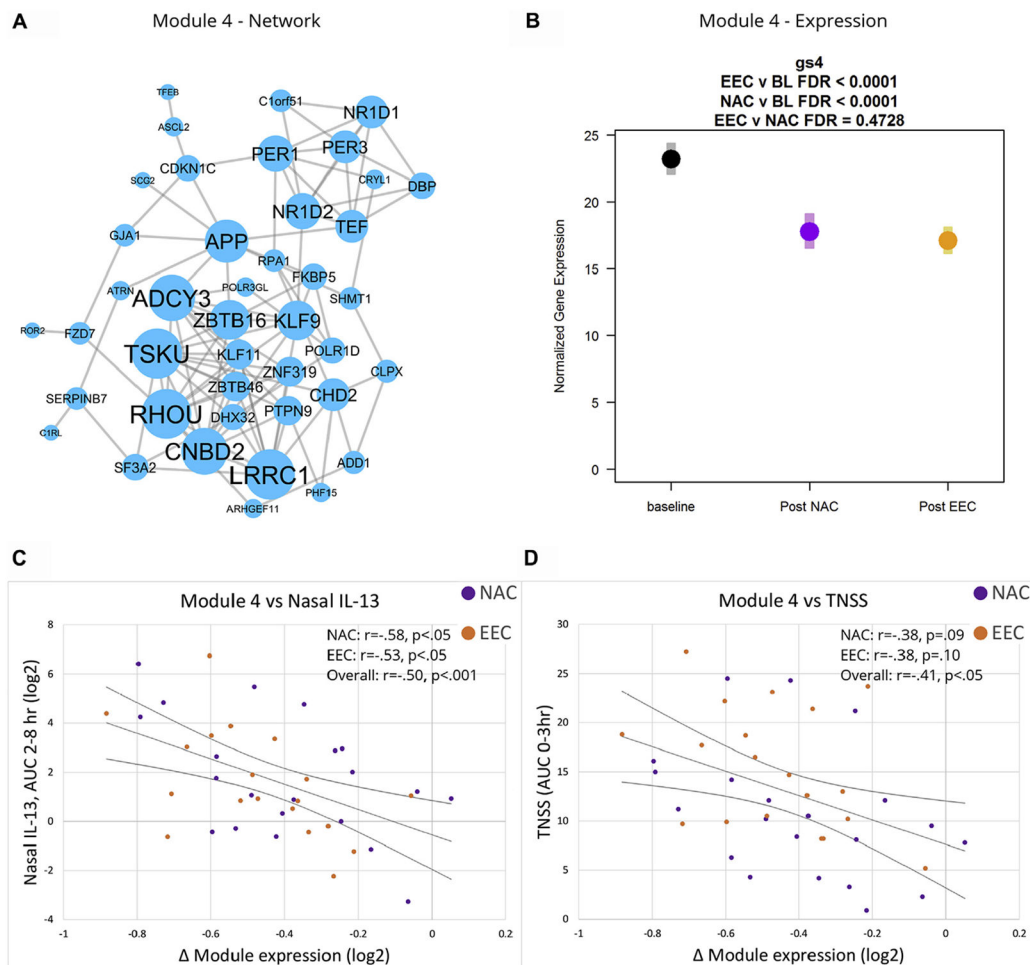 A
Module 4 - Network
TFEB
C1orf51
NR1D1
ASCL2
PER1
PER3
CDKN1C
CRYL1
SCG2
DBP
NR1D2
TEF
GJA1
APP
RPA1
FKBP5
ATRN
POLR3GL
SHMT1
ADCY3
ZBTB16
KLF9
ROR2
FZD7
TSKU
KLF11
POLR1D
ZNF319
CLPX
ZBTB46
SERPINB7
CHD2
RHOU
DHX32
PTPN9
C1RL
CNBD2
SF3A2
LRRC1
ADD1
PHF15
ARHGEF11
B
Module 4 - Expression
gs4
EEC v BL FDR < 0.0001
NAC v BL FDR < 0.0001
EEC v NAC FDR = 0.4728
Normalized Gene Expression
25
20
15
10
5
0
baseline
Post NAC
Post EEC
C
Module 4 vs Nasal IL-13
NAC
EEC
NAC: r=-.58, p<.05
EEC: r=-.53, p<.05
Overall: r=-.50, p<.001
Nasal IL-13, AUC 2-8 hr (log2)
8
6
4
2
0
-2
-4
-1
-0.8
-0.6
-0.4
-0.2
0
0.2
Δ Module expression (log2)
D
Module 4 vs TNSS
NAC
EEC
NAC: r=-.38, p=.09
EEC: r=-.38, p=.10
Overall: r=-.41, p<.05
TNSS (AUC 0-3hr)
30
25
20
15
10
5
0
-1
-0.8
-0.6
-0.4
-0.2
0
0.2
Δ Module expression (log2)